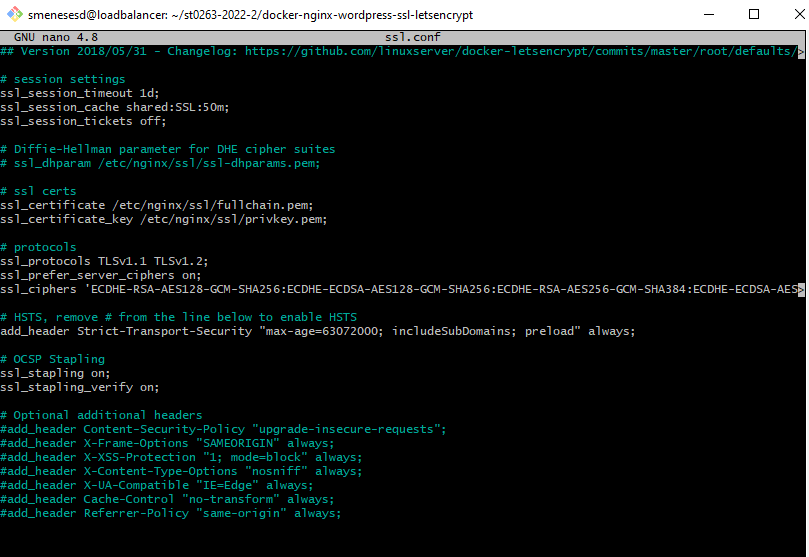 smenesesd@loadbalancer: ~/st0263-2022-2/docker-nginx-wordpress-ssl-letsencrypt
GNU nano 4.8 ssl.conf
## Version 2018/05/31 - Changelog: https://github.com/linuxserver/docker-letsencrypt/commits/master/root/defaults/>
# session settings
ssl_session_timeout 1d;
ssl_session_cache shared:SSL:50m;
ssl_session_tickets off;
# Diffie-Hellman parameter for DHE cipher suites
# ssl_dhparam /etc/nginx/ssl/ssl-dhparams.pem;
# ssl certs
ssl_certificate /etc/nginx/ssl/fullchain.pem;
ssl_certificate_key /etc/nginx/ssl/privkey.pem;
# protocols
ssl_protocols TLSv1.1 TLSv1.2;
ssl_prefer_server_ciphers on;
ssl_ciphers 'ECDHE-RSA-AES128-GCM-SHA256:ECDHE-ECDSA-AES128-GCM-SHA256:ECDHE-RSA-AES256-GCM-SHA384:ECDHE-ECDSA-AES>
# HSTS, remove # from the line below to enable HSTS
add_header Strict-Transport-Security "max-age=63072000; includeSubDomains; preload" always;
# OCSP Stapling
ssl_stapling on;
ssl_stapling_verify on;
# Optional additional headers
#add_header Content-Security-Policy "upgrade-insecure-requests";
#add_header X-Frame-Options "SAMEORIGIN" always;
#add_header X-XSS-Protection "1; mode=block" always;
#add_header X-Content-Type-Options "nosniff" always;
#add_header X-UA-Compatible "IE=Edge" always;
#add_header Cache-Control "no-transform" always;
#add_header Referrer-Policy "same-origin" always;